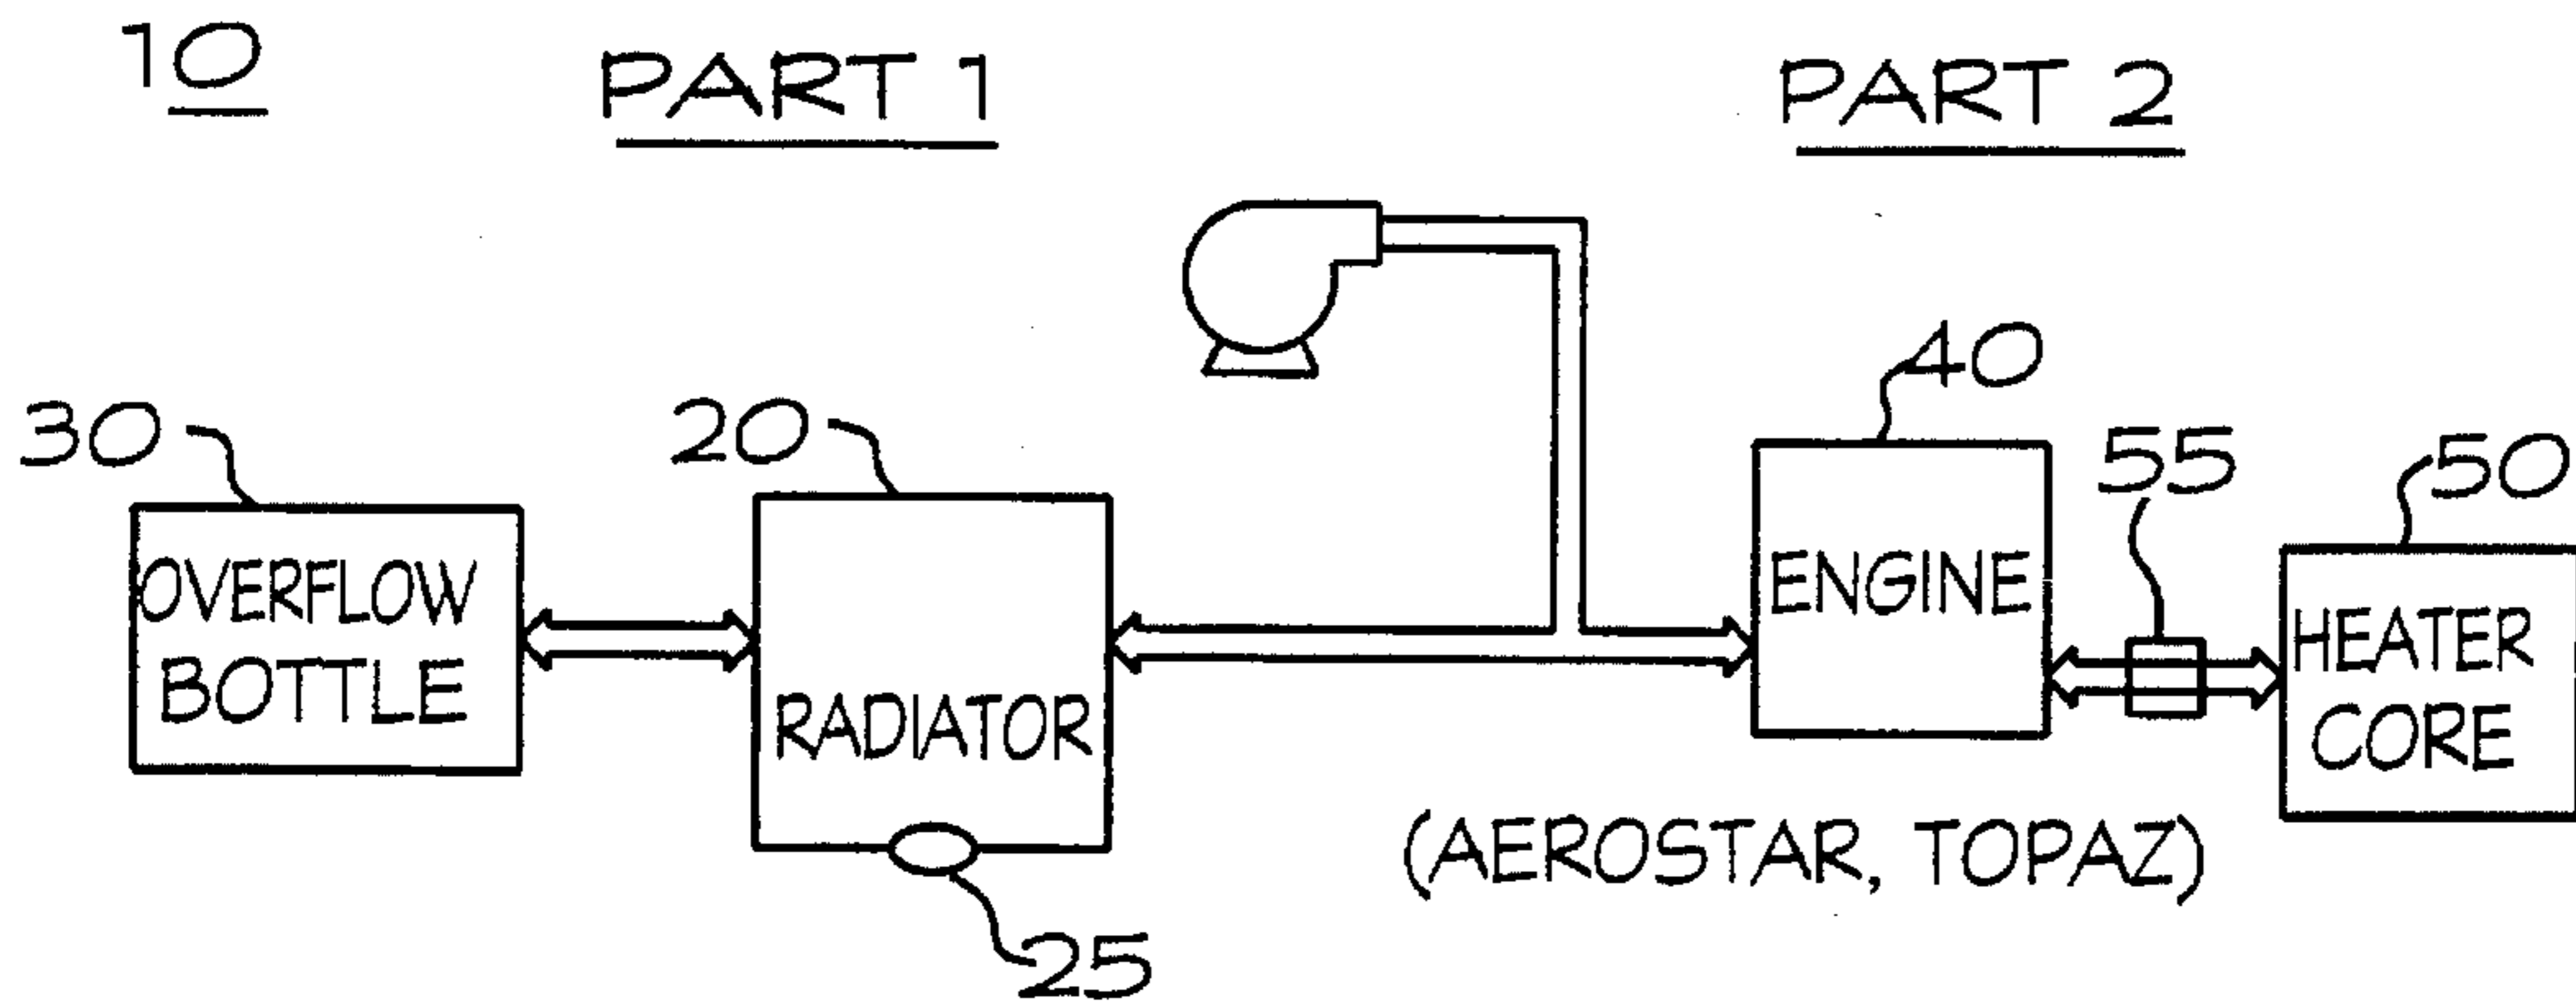 10
PART 1
PART 2
30
20
40
55
50
OVERFLOW
BOTTLE
RADIATOR
ENGINE
HEATER
CORE
(AEROSTAR, TOPAZ)
25